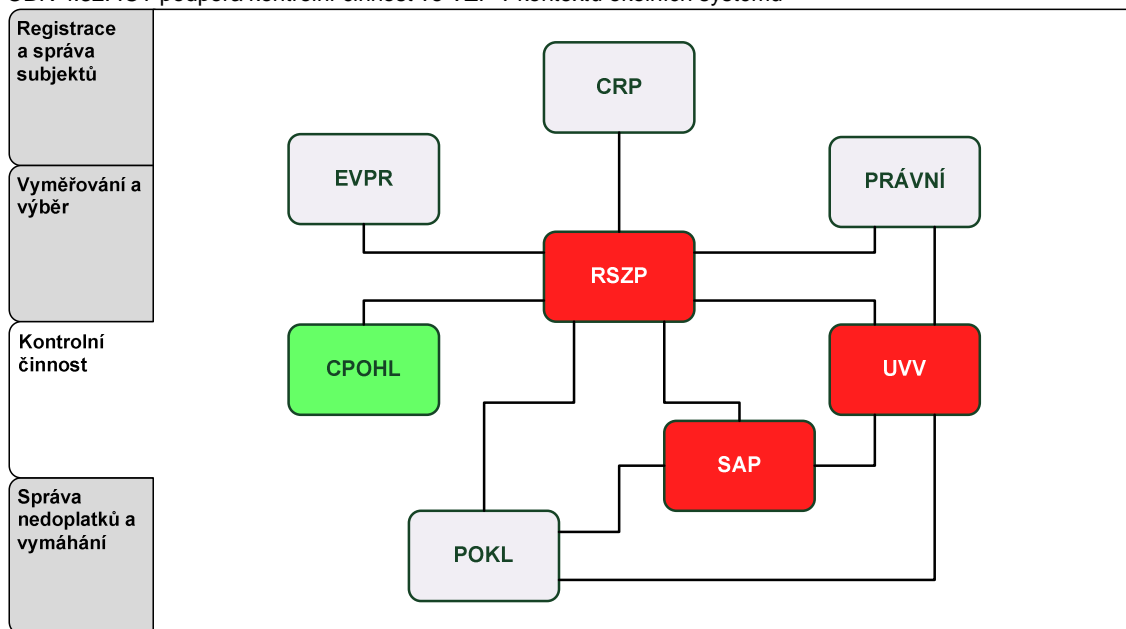 Registrace
a správa
subjektů
CRP
EVPR
PRÁVNÍ
Vyměřování a
výběr
RSZP
Kontrolní
činnost
CPOHL
UVV
SAP
Správa
nedoplatků a
vymáhání
POKL